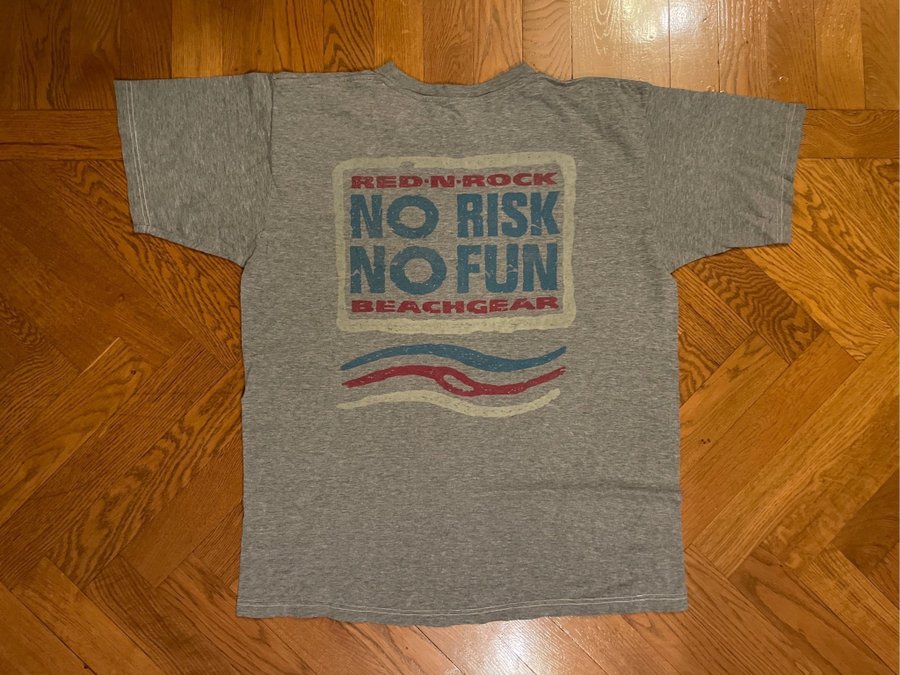 RED·N·ROCK
NO RISK
NO FUN
BEACHGEAR